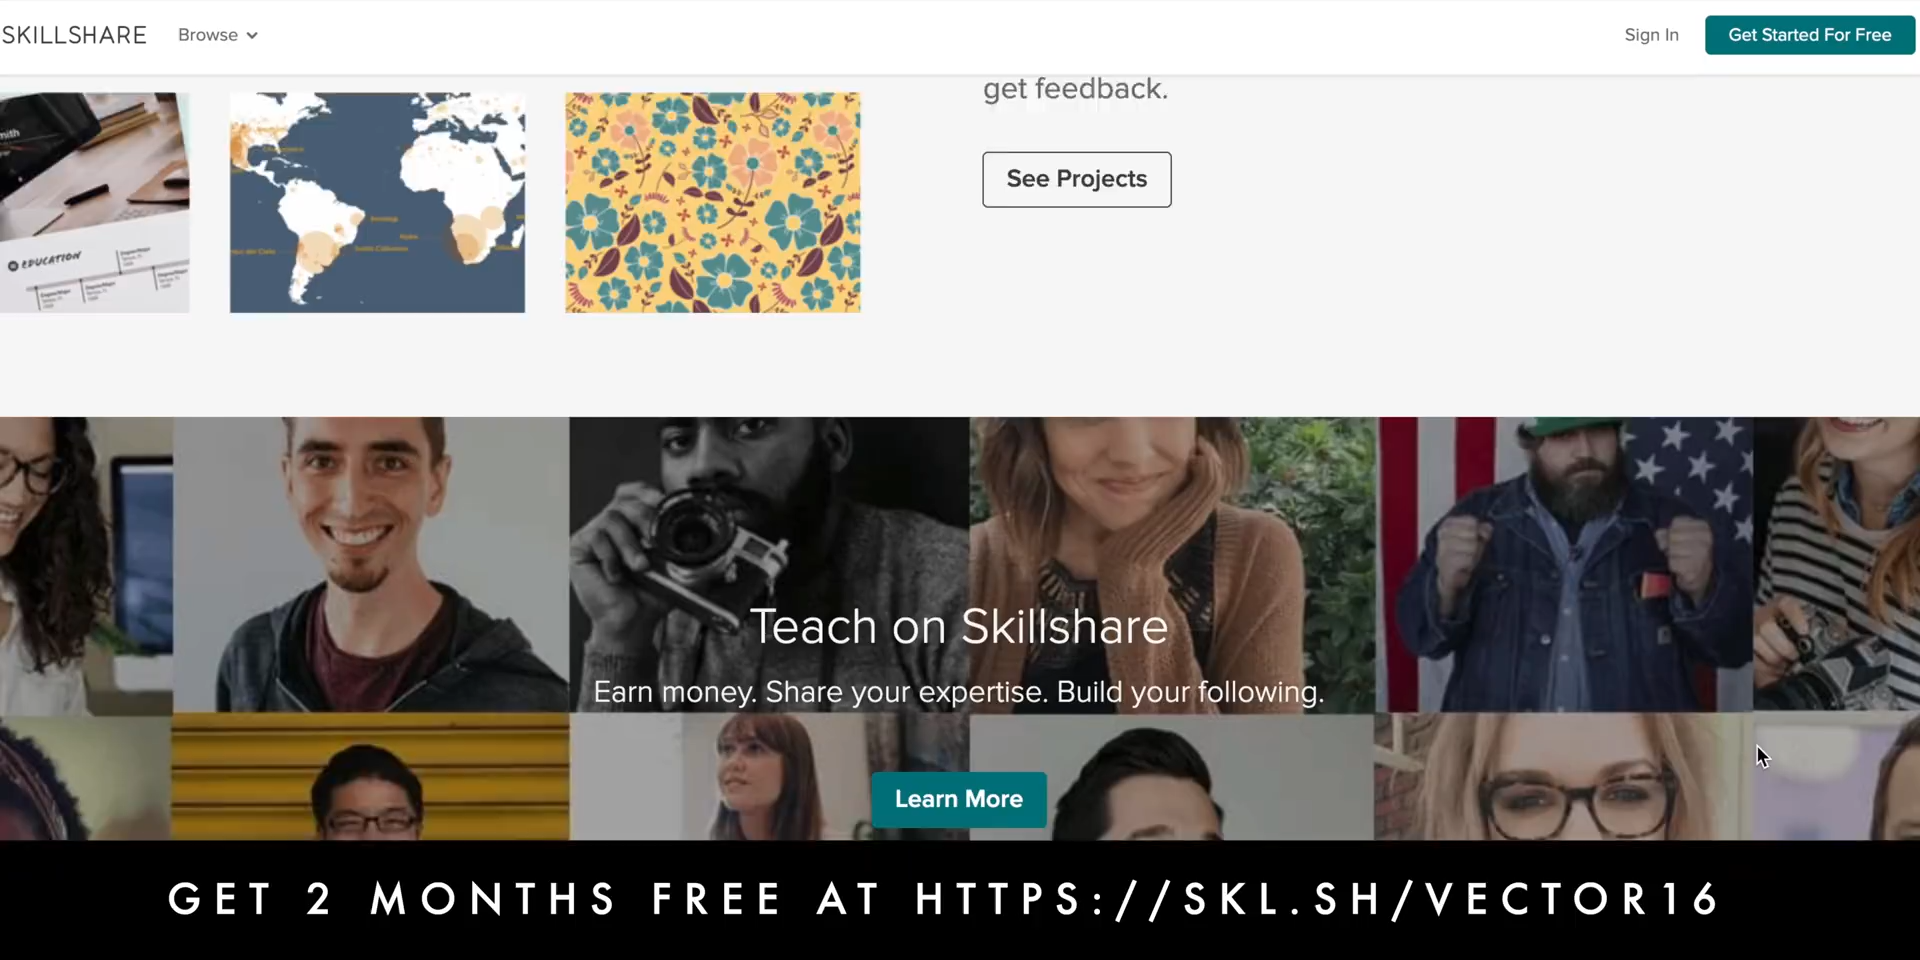 SKILLSHARE Browse Sign In Get Started For Free
get feedback.
See Projects
EDUCATION
Teach on Skillshare
Earn money. Share your expertise. Build your following.
Learn More
GET 2 MONTHS FREE AT HTTPS://SKL.SH/VECTOR16